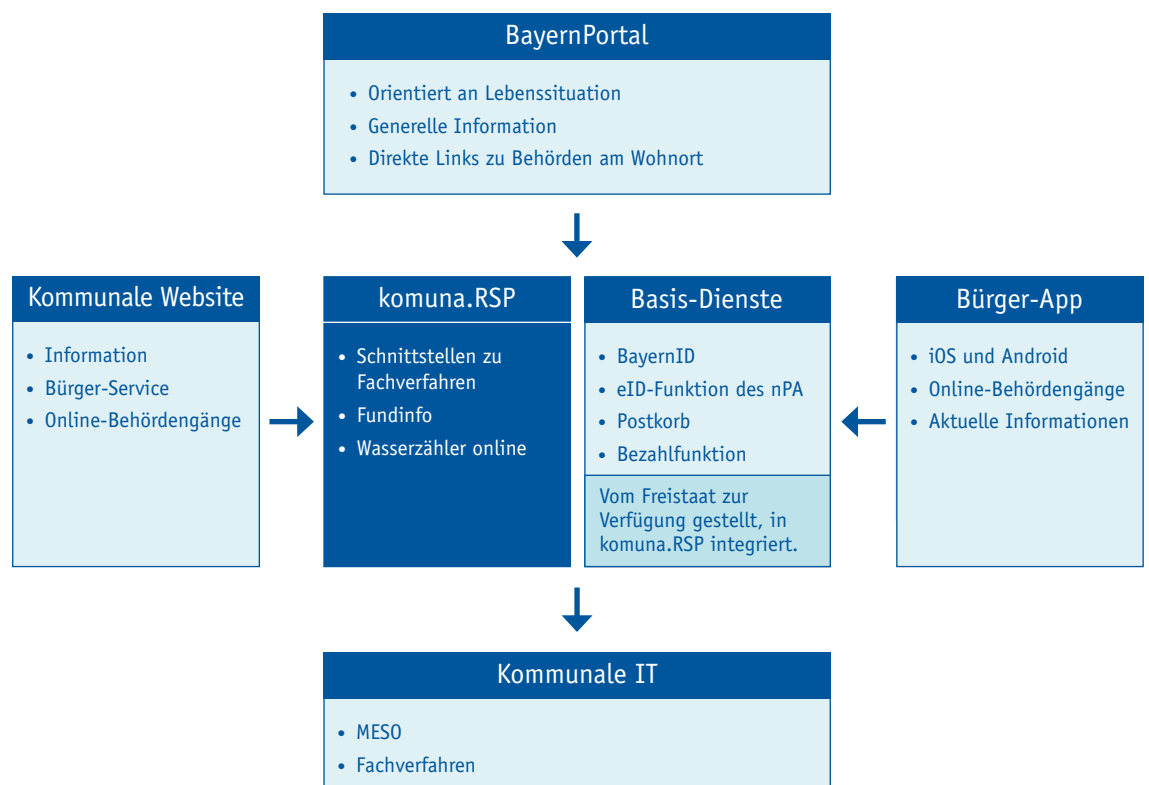 BayernPortal
• Orientiert an Lebenssituation
• Generelle Information
• Direkte Links zu Behörden am Wohnort
Kommunale Website
• Information
• Bürger-Service
• Online-Behördengänge
komuna.RSP
• Schnittstellen zu
Fachverfahren
• Fundinfo
• Wasserzähler online
Basis-Dienste
• BayernID
• eID-Funktion des nPA
• Postkorb
• Bezahlfunktion
Vom Freistaat zur
Verfügung gestellt, in
komuna.RSP integriert.
Bürger-App
• iOS und Android
• Online-Behördengänge
• Aktuelle Informationen
Kommunale IT
• MESO
• Fachverfahren